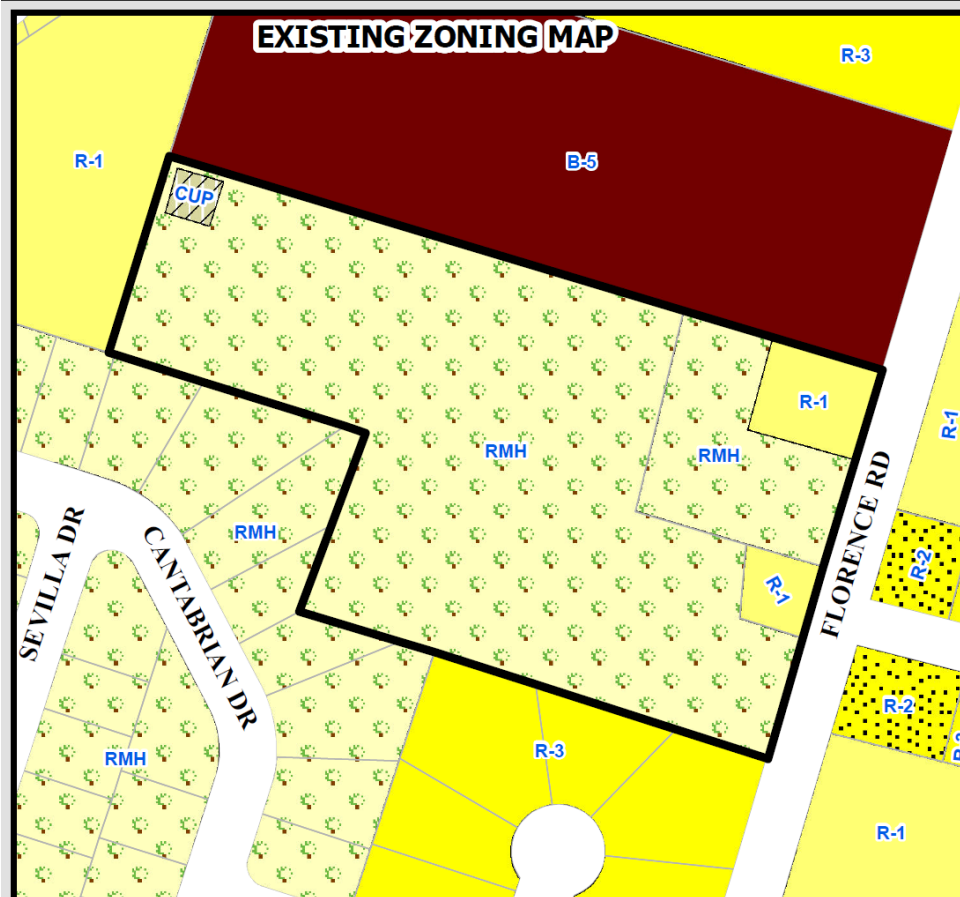 EXISTING ZONING MAP
R-3
R-1
B-5
CUP
R-1
R-1
RMH
RMH
FLORENCE RD
RMH
R-2
R-1
SEVILLA DR
CANTABRIAN DR
R-2
R-3
RMH
R-1